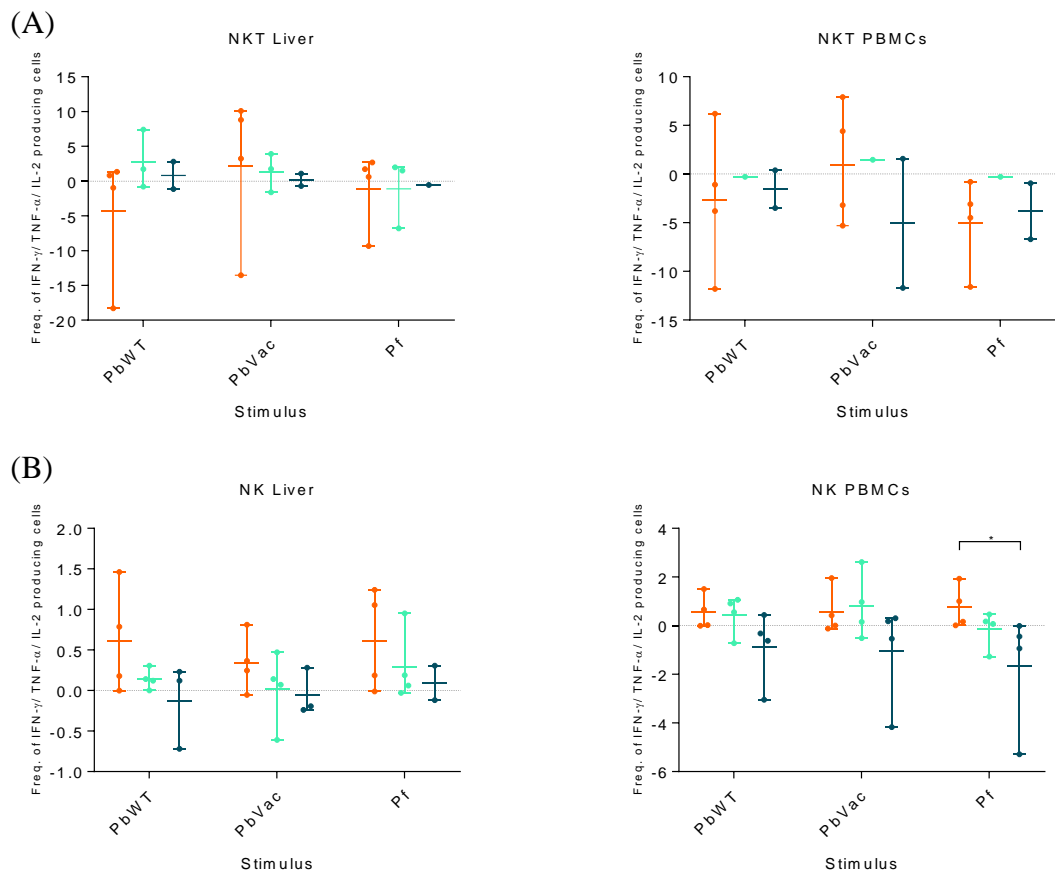 (A)
NKT Liver
Freq. of IFN-γ/ TNF-α/ IL-2 producing cells
15
10
5
0
-5
-10
-15
-20
PbWT
PbVac
Pf
Stimulus
NKT PBMCs
Freq. of IFN-γ/ TNF-α/ IL-2 producing cells
10
5
0
-5
-10
-15
PbWT
PbVac
Pf
Stimulus
(B)
NK Liver
Freq. of IFN-γ/ TNF-α/ IL-2 producing cells
2.0
1.5
1.0
0.5
0.0
-0.5
-1.0
PbWT
PbVac
Pf
Stimulus
NK PBMCs
Freq. of IFN-γ/ TNF-α/ IL-2 producing cells
4
2
0
-2
-4
-6
*
PbWT
PbVac
Pf
Stimulus